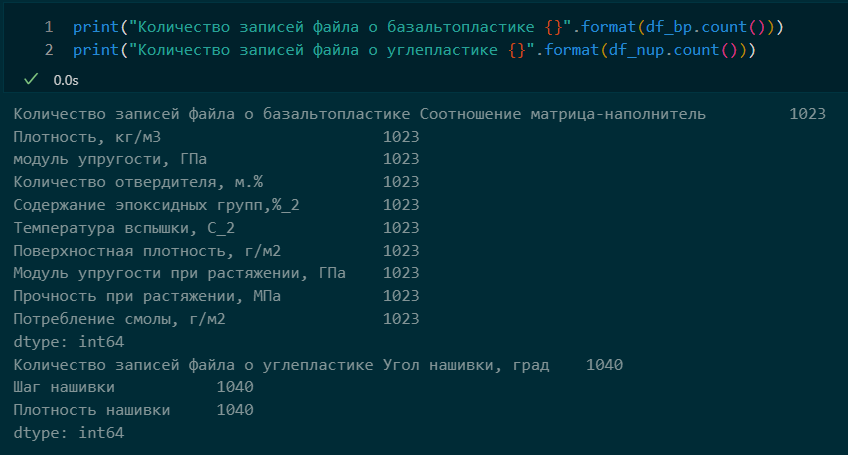 1 print("Количество записей файла о базальтопластике {}".format(df_bp.count()))
2 print("Количество записей файла о углепластике {}".format(df_nup.count()))
0.0s
Количество записей файла о базальтопластике Соотношение матрица-наполнитель 1023
Плотность, кг/м3 1023
модуль упругости, ГПа 1023
Количество отвердителя, м.% 1023
Содержание эпоксидных групп,%_2 1023
Температура вспышки, С_2 1023
Поверхностная плотность, г/м2 1023
Модуль упругости при растяжении, ГПа 1023
Прочность при растяжении, МПа 1023
Потребление смолы, г/м2 1023
dtype: int64
Количество записей файла о углепластике Угол нашивки, град 1040
Шаг нашивки 1040
Плотность нашивки 1040
dtype: int64